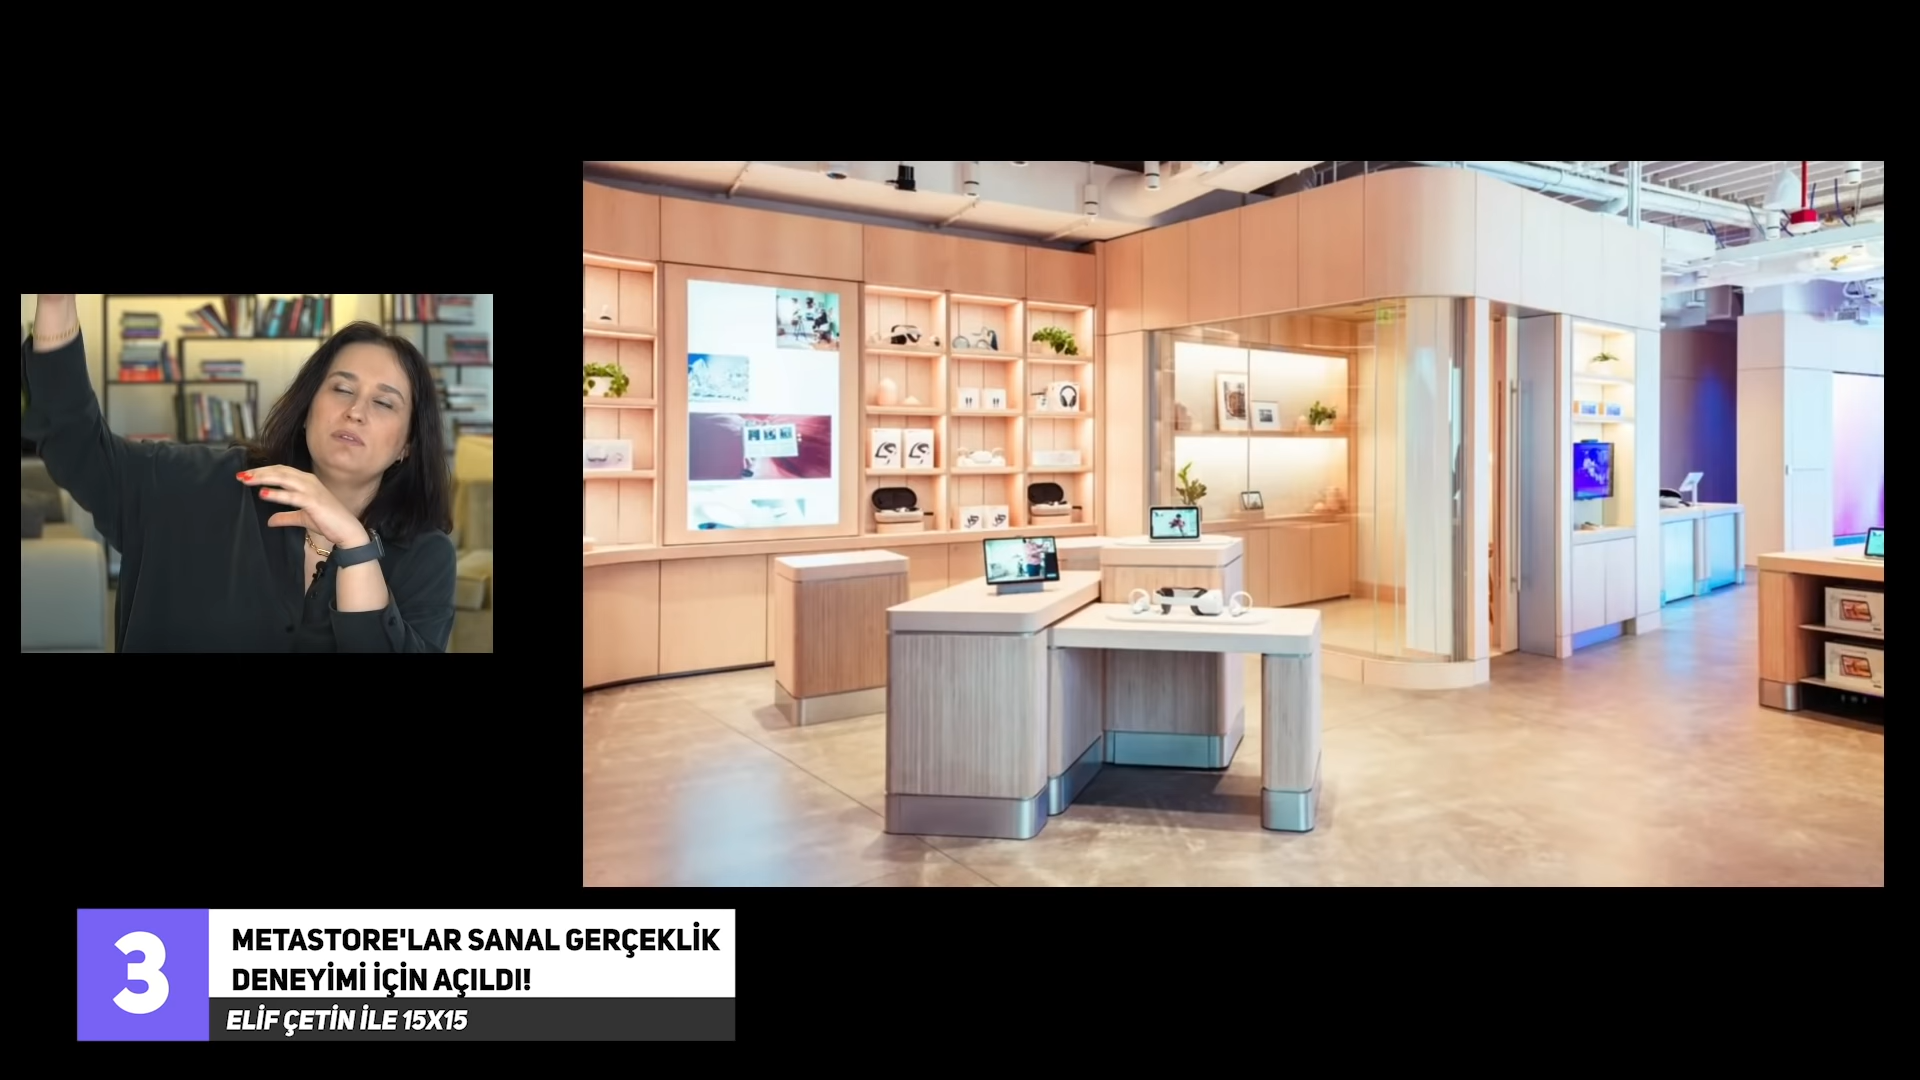 3
METASTORE'LAR SANAL GERÇEKLİK
DENEYİMİ İÇİN AÇILDI!
ELİF ÇETİN İLE 15X15